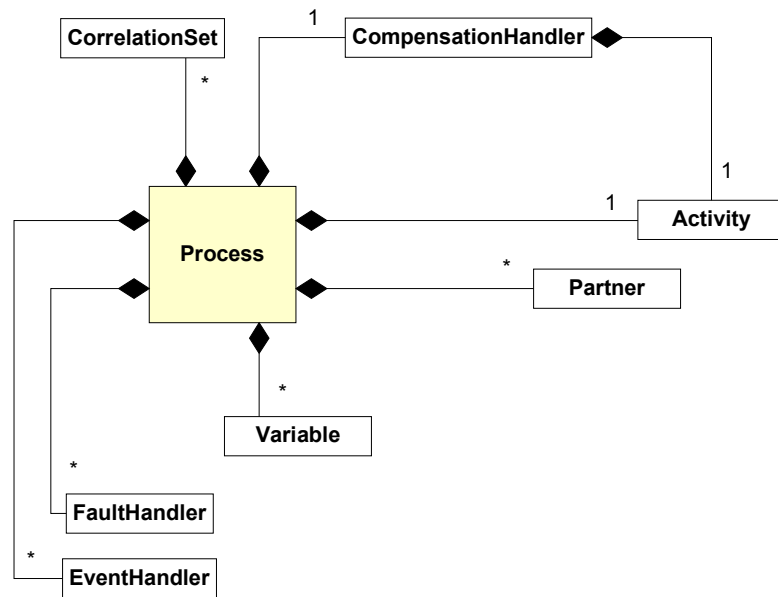 1
CorrelationSet
CompensationHandler
*
1
1
Activity
Process
*
Partner
*
Variable
*
FaultHandler
*
EventHandler